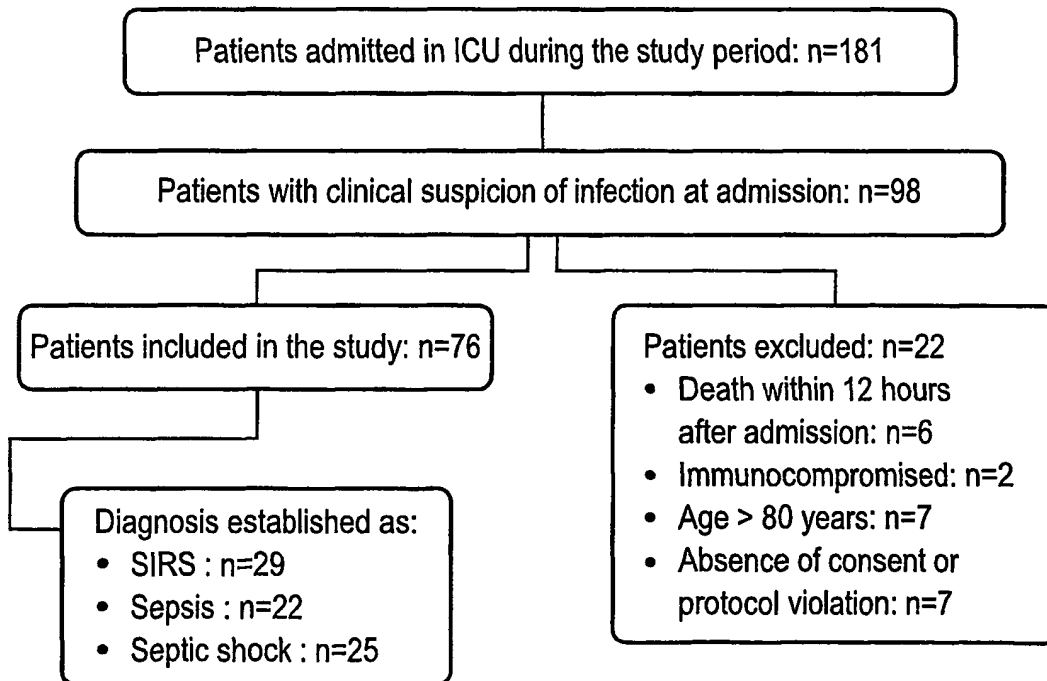 Patients admitted in ICU during the study period: n=181
Patients with clinical suspicion of infection at admission: n=98
Patients included in the study: n=76
Patients excluded: n=22
• Death within 12 hours
after admission: n=6
• Immunocompromised: n=2
• Age > 80 years: n=7
• Absence of consent or
protocol violation: n=7
Diagnosis established as:
• SIRS : n=29
• Sepsis : n=22
• Septic shock : n=25